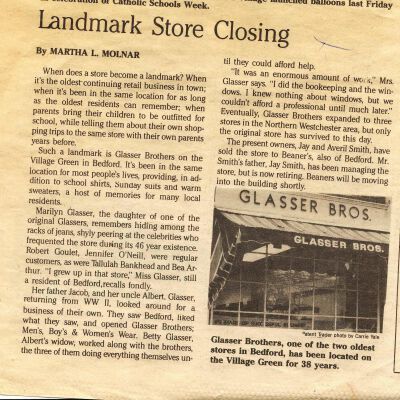 celebration of Catholic Schools Week.
launched balloons last Friday
Landmark Store Closing
By MARTHA L. MOLNAR
When does a store become a landmark? When
it's the oldest continuing retail business in town;
when it's been in the same location for as long
as the oldest residents can remember; when
parents bring their children to be outfitted for
school, while telling them about their own shop-
ping trips to the same store with their own parents
years before.
Such a landmark is Glasser Brothers on the
Village Green in Bedford. It's been in the same
location for most people's lives, providing, in ad-
dition to school shirts, Sunday suits and warm
sweaters, a host of memories for many local
residents.
Marilyn Glasser, the daughter of one of the
original Glassers, remembers hiding among the
racks of jeans, shyly peering at the celebrities who
frequented the store during its 46 year existence.
Robert Goulet, Jennifer O'Neill, were regular
customers, as were Tallulah Bankhead and Bea Ar-
thur. "I grew up in that store," Miss Glasser, still
a resident of Bedford,recalls fondly.
Her father Jacob, and her uncle Albert. Glasser,
returning from WW II, looked around for a
business of their own. They saw Bedford, liked
what they saw, and opened Glasser Brothers;
Men's, Boy's & Women's Wear. Betty Glasser,
Albert's widow, worked along with the brothers,
the three of them doing everything themselves un-
til they could afford help.
"It was an enormous amount of work," Mrs.
Glasser says. "I did the bookkeeping and the win-
dows. I knew nothing about windows, but we
couldn't afford a professional until much later."
Eventually, Glasser Brothers expanded to three
stores in the Northern Westchester area, but only
the original store has survived to this day.
The present owners, Jay and Averil Smith, have
sold the store to Beaner's, also of Bedford. Mr.
Smith's father, Jay Smith, has been managing the
store, but is now retiring. Beaners will be moving
into the building shortly.
GLASSER BROS.
GLASSER BROS.
Patent Trader photo by Carrie Yale
Glasser Brothers, one of the two oldest
stores in Bedford, has been located on
the Village Green for 38 years.